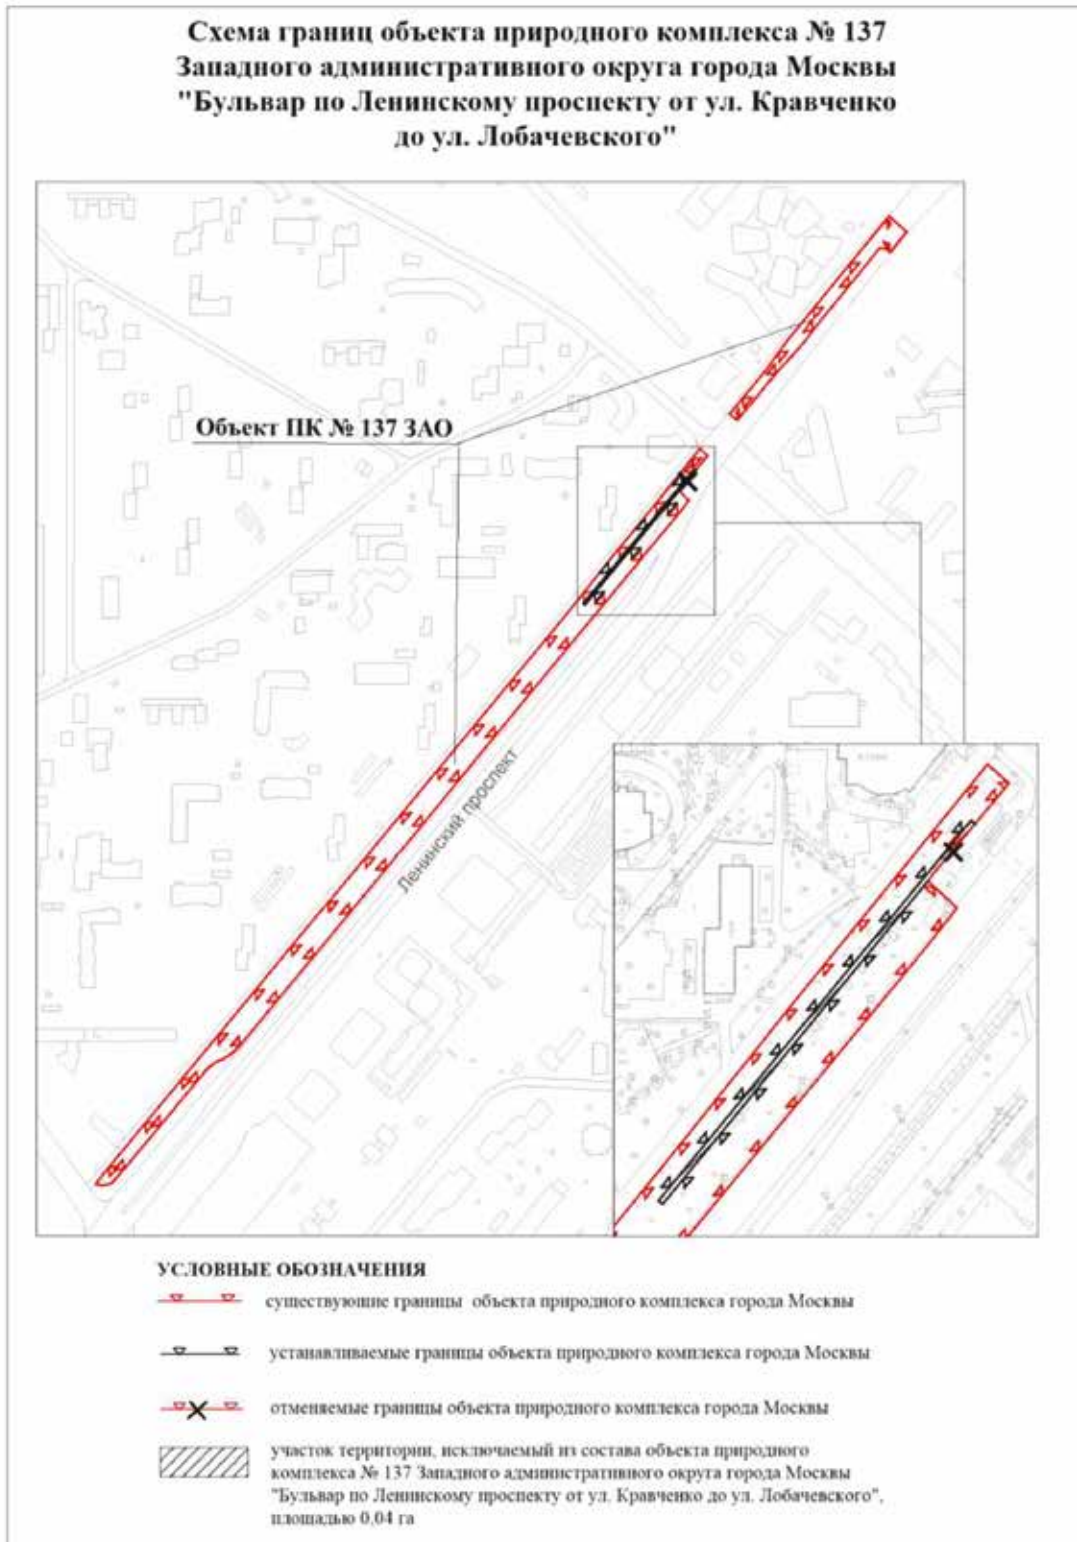 Схема границ объекта природного комплекса № 137
Западного административного округа города Москвы
"Бульвар по Ленинскому проспекту от ул. Кравченко
до ул. Лобачевского"
Объект ПК № 137 ЗАО
Ленинский проспект
УСЛОВНЫЕ ОБОЗНАЧЕНИЯ
существующие границы объекта природного комплекса города Москвы
устанавливаемые границы объекта природного комплекса города Москвы
отменяемые границы объекта природного комплекса города Москвы
участок территории, исключаемый из состава объекта природного
комплекса № 137 Западного административного округа города Москвы
"Бульвар по Ленинскому проспекту от ул. Кравченко до ул. Лобачевского",
площадью 0,04 га